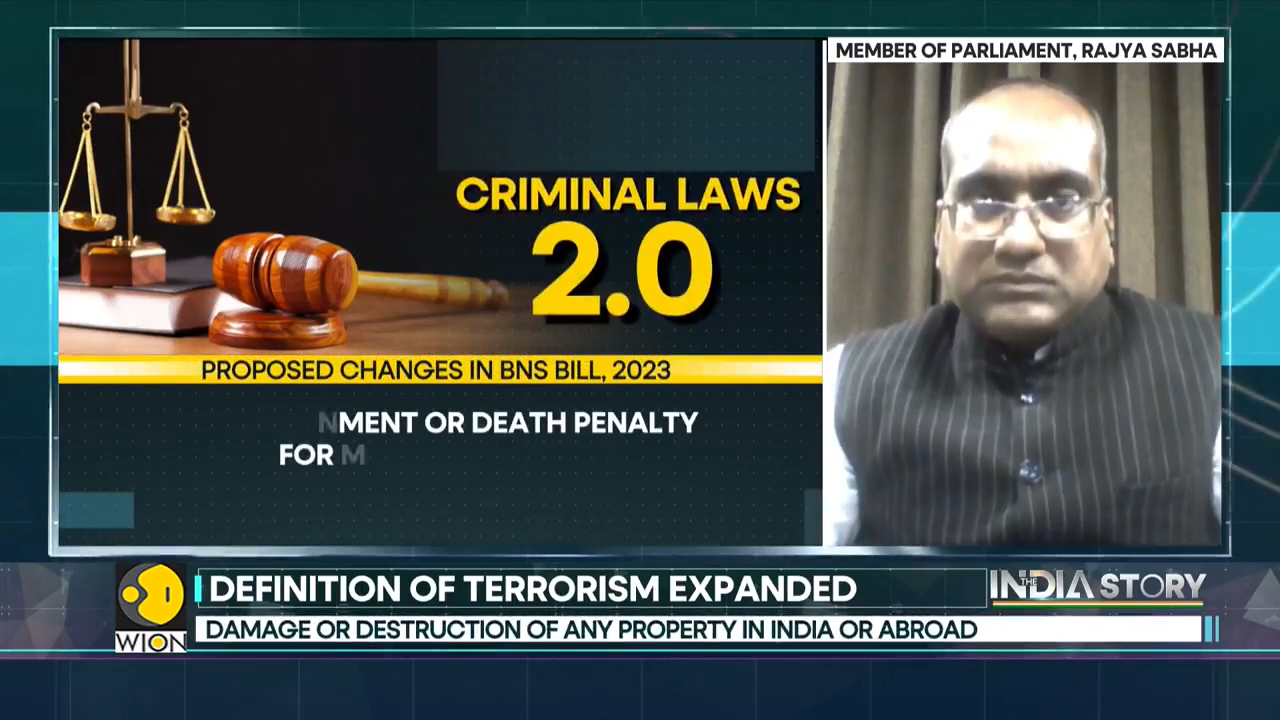 MEMBER OF PARLIAMENT, RAJYA SABHA
CRIMINAL LAWS
2.0
PROPOSED CHANGES IN BNS BILL, 2023
NMENT OR DEATH PENALTY
FOR M
DEFINITION OF TERRORISM EXPANDED
THE INDIA STORY
WION
DAMAGE OR DESTRUCTION OF ANY PROPERTY IN INDIA OR ABROAD